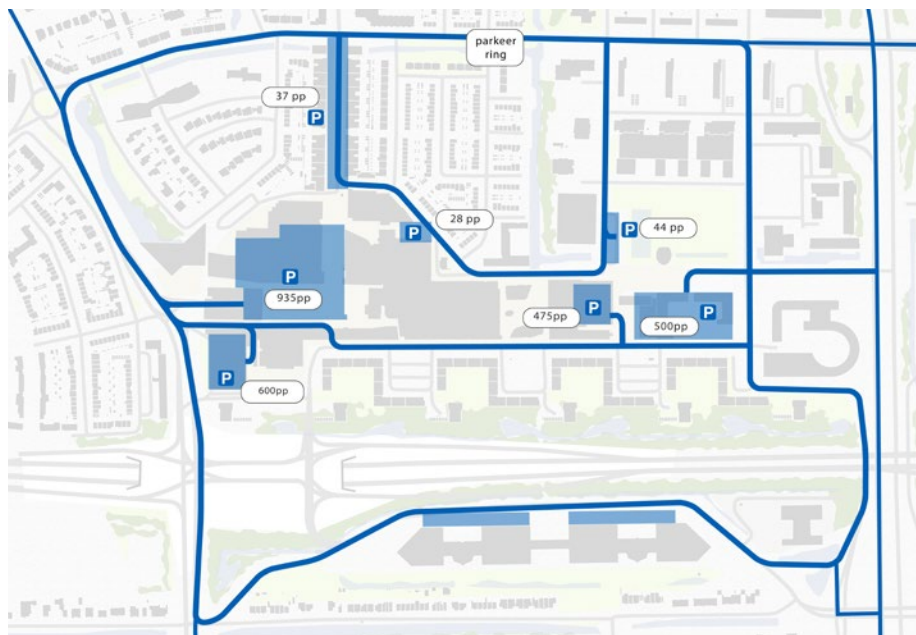 parkeer
ring
37 pp
P
28 pp
P
44 pp
P
P
935pp
475pp
P
500pp
P
P
600pp